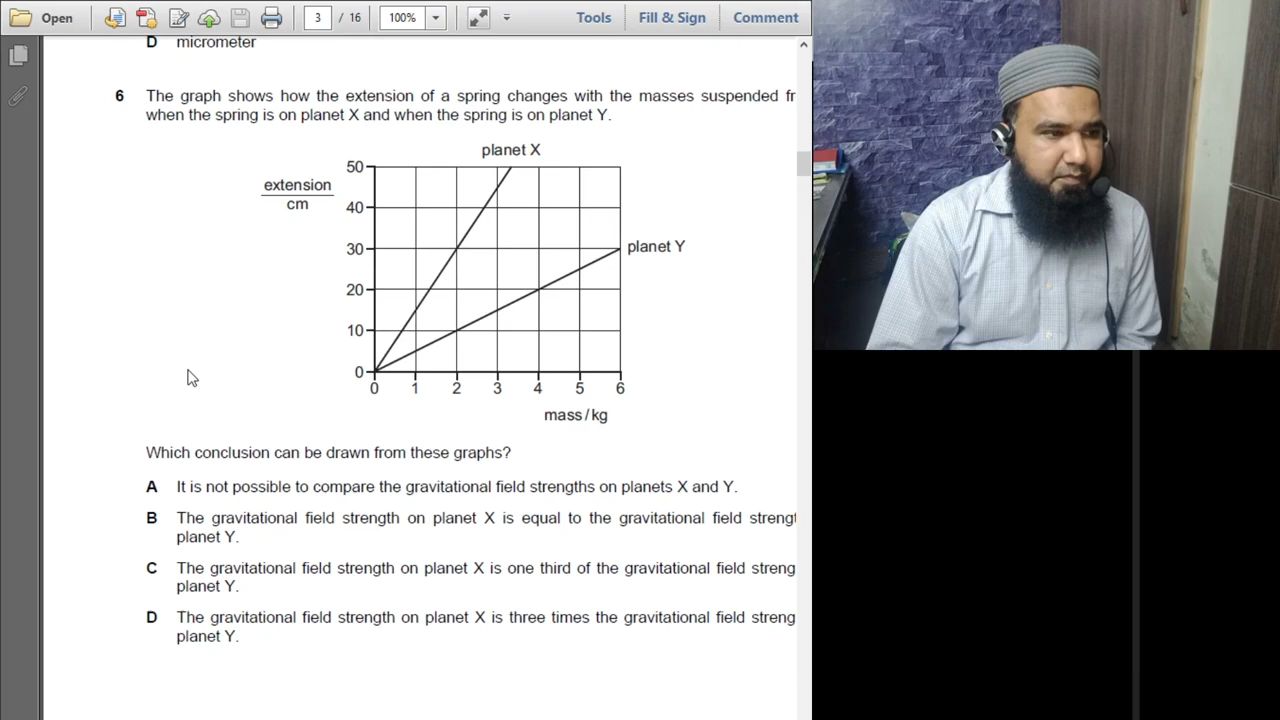 Open
3 / 16
100%
Tools
Fill & Sign
Comment
D micrometer
6 The graph shows how the extension of a spring changes with the masses suspended fr
when the spring is on planet X and when the spring is on planet Y.
planet X
50
extension
cm
40
30
planet Y
20
10
0
0 1 2 3 4 5 6
mass / kg
Which conclusion can be drawn from these graphs?
A It is not possible to compare the gravitational field strengths on planets X and Y.
B The gravitational field strength on planet X is equal to the gravitational field strengt
planet Y.
C The gravitational field strength on planet X is one third of the gravitational field streng
planet Y.
D The gravitational field strength on planet X is three times the gravitational field streng
planet Y.